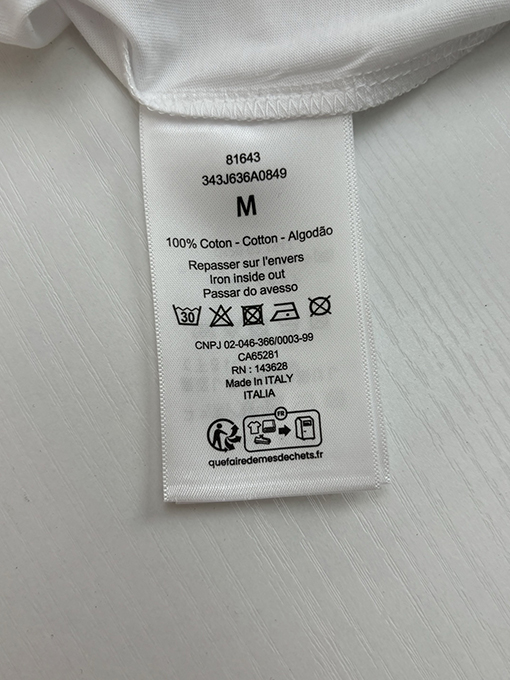 81643
343J636A0849
M
100% Coton - Cotton - Algodão
Repasser sur l'envers
Iron inside out
Passar do avesso
30
CNPJ 02-046-366/0003-99
CA65281
RN : 143628
Made In ITALY
ITALIA
FR
quefairedemesdechets.fr